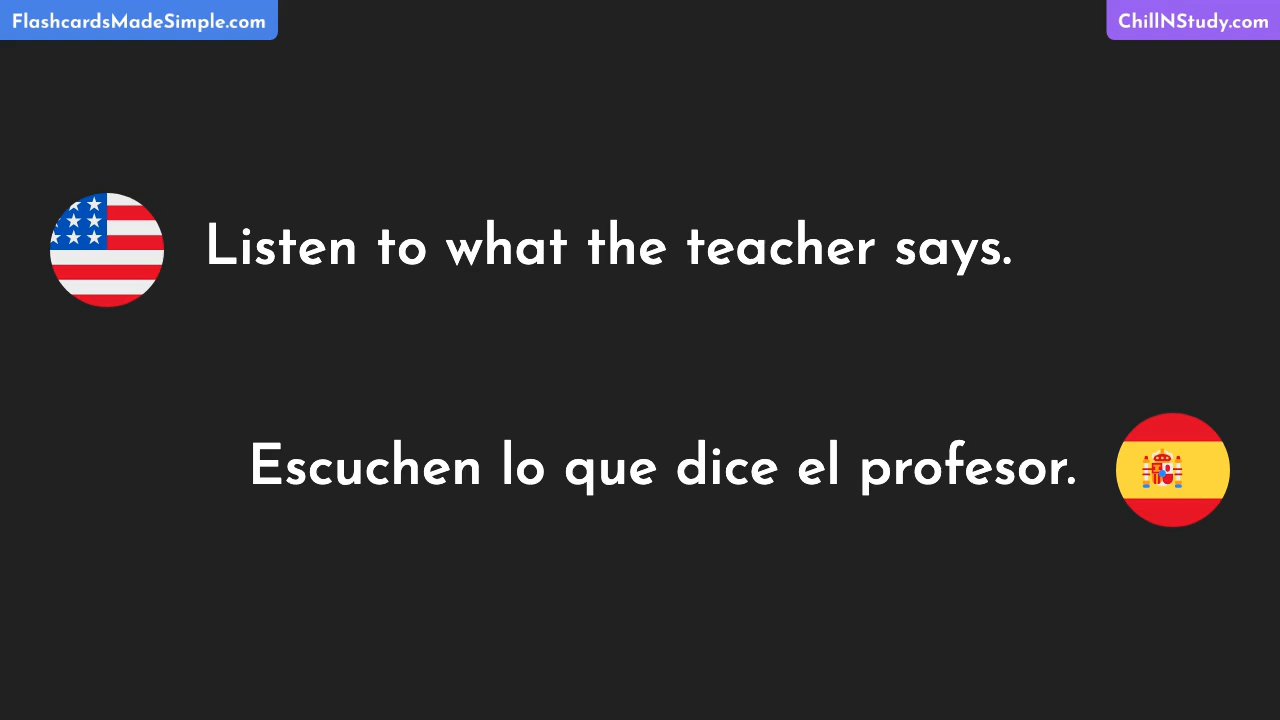 FlashcardsMadeSimple.com
ChillNStudy.com
Listen to what the teacher says.
Escuchen lo que dice el profesor.